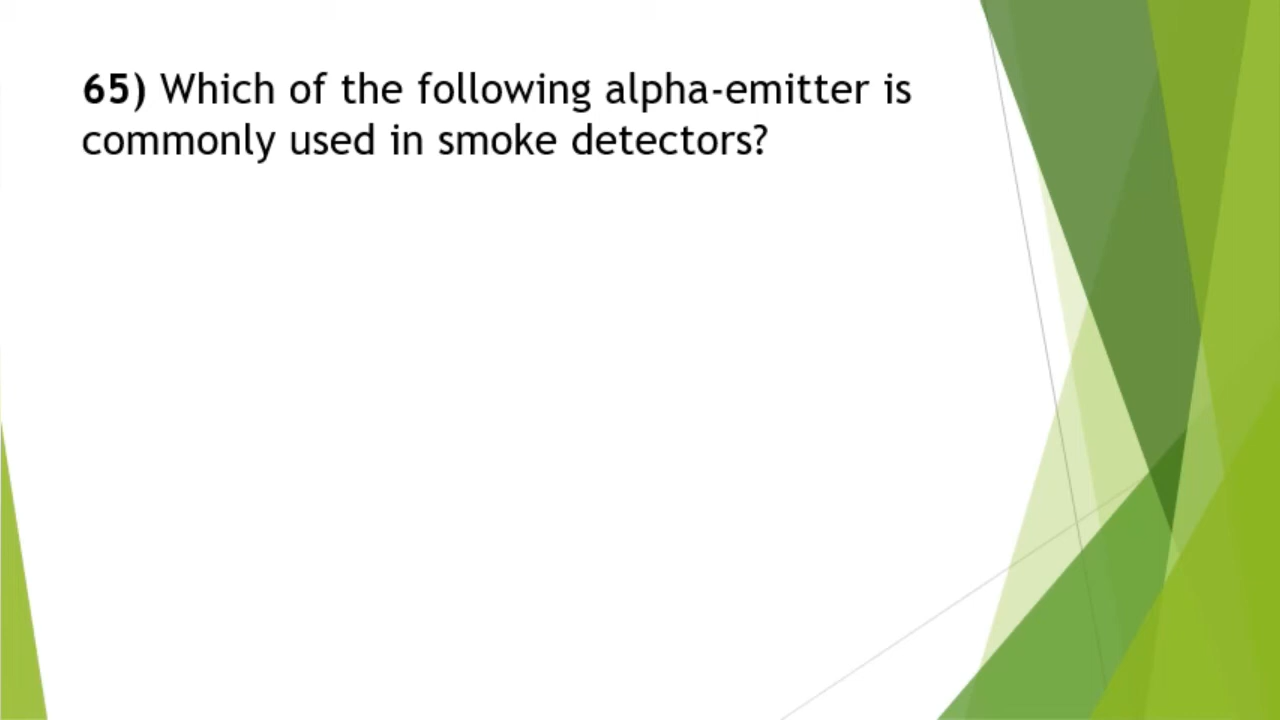 65) Which of the following alpha-emitter is
commonly used in smoke detectors?